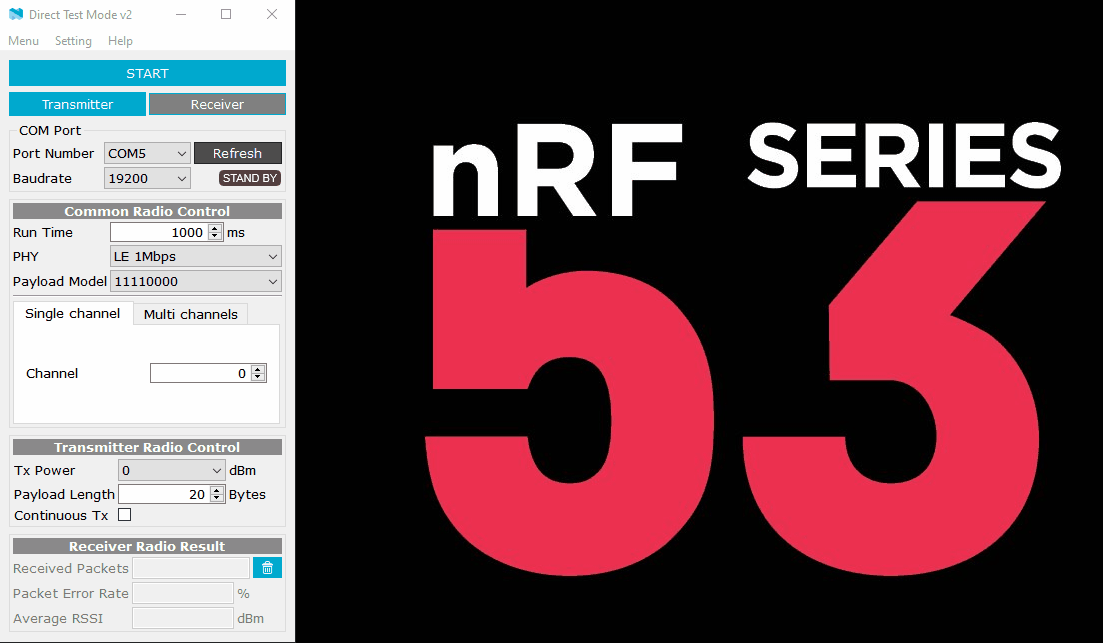 Direct Test Mode v2
Menu Setting Help
START
Transmitter Receiver
COM Port
Port Number COM5 Refresh
Baudrate 19200 STAND BY
Common Radio Control
Run Time 1000 ms
PHY LE 1Mbps
Payload Model 11110000
Single channel Multi channels
Channel 0
Transmitter Radio Control
Tx Power 0 dBm
Payload Length 20 Bytes
Continuous Tx
Receiver Radio Result
Received Packets
Packet Error Rate %
Average RSSI dBm
nRF SERIES
53